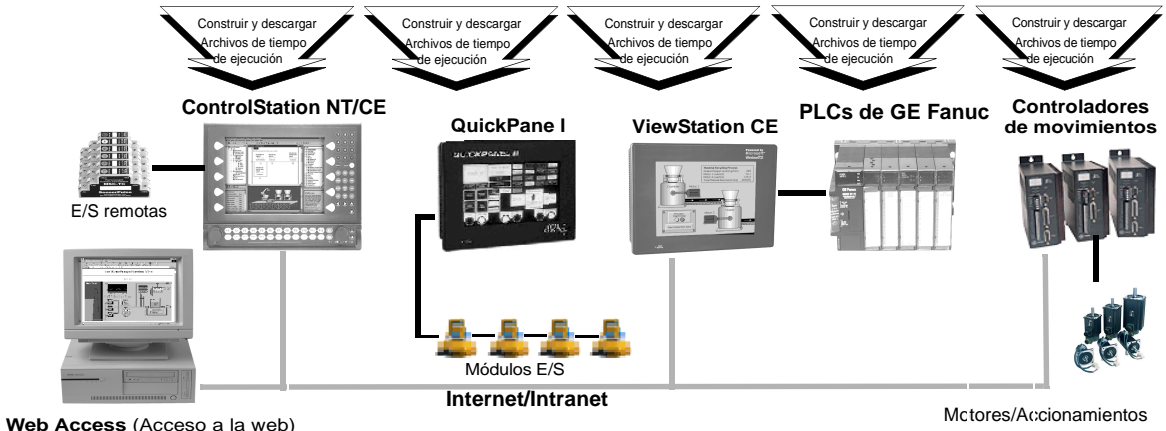 Construir y descargar
Archivos de tiempo
de ejecución
Construir y descargar
Archivos de tiempo
de ejecución
Construir y descargar
Archivos de tiempo
de ejecución
Construir y descargar
Archivos de tiempo
de ejecución
Construir y descargar
Archivos de tiempo
de ejecución
ControlStation NT/CE
QuickPane I
ViewStation CE
PLCs de GE Fanuc
Controladores
de movimientos
E/S remotas
Módulos E/S
Internet/Intranet
Motores/Accionamientos
Web Access (Acceso a la web)